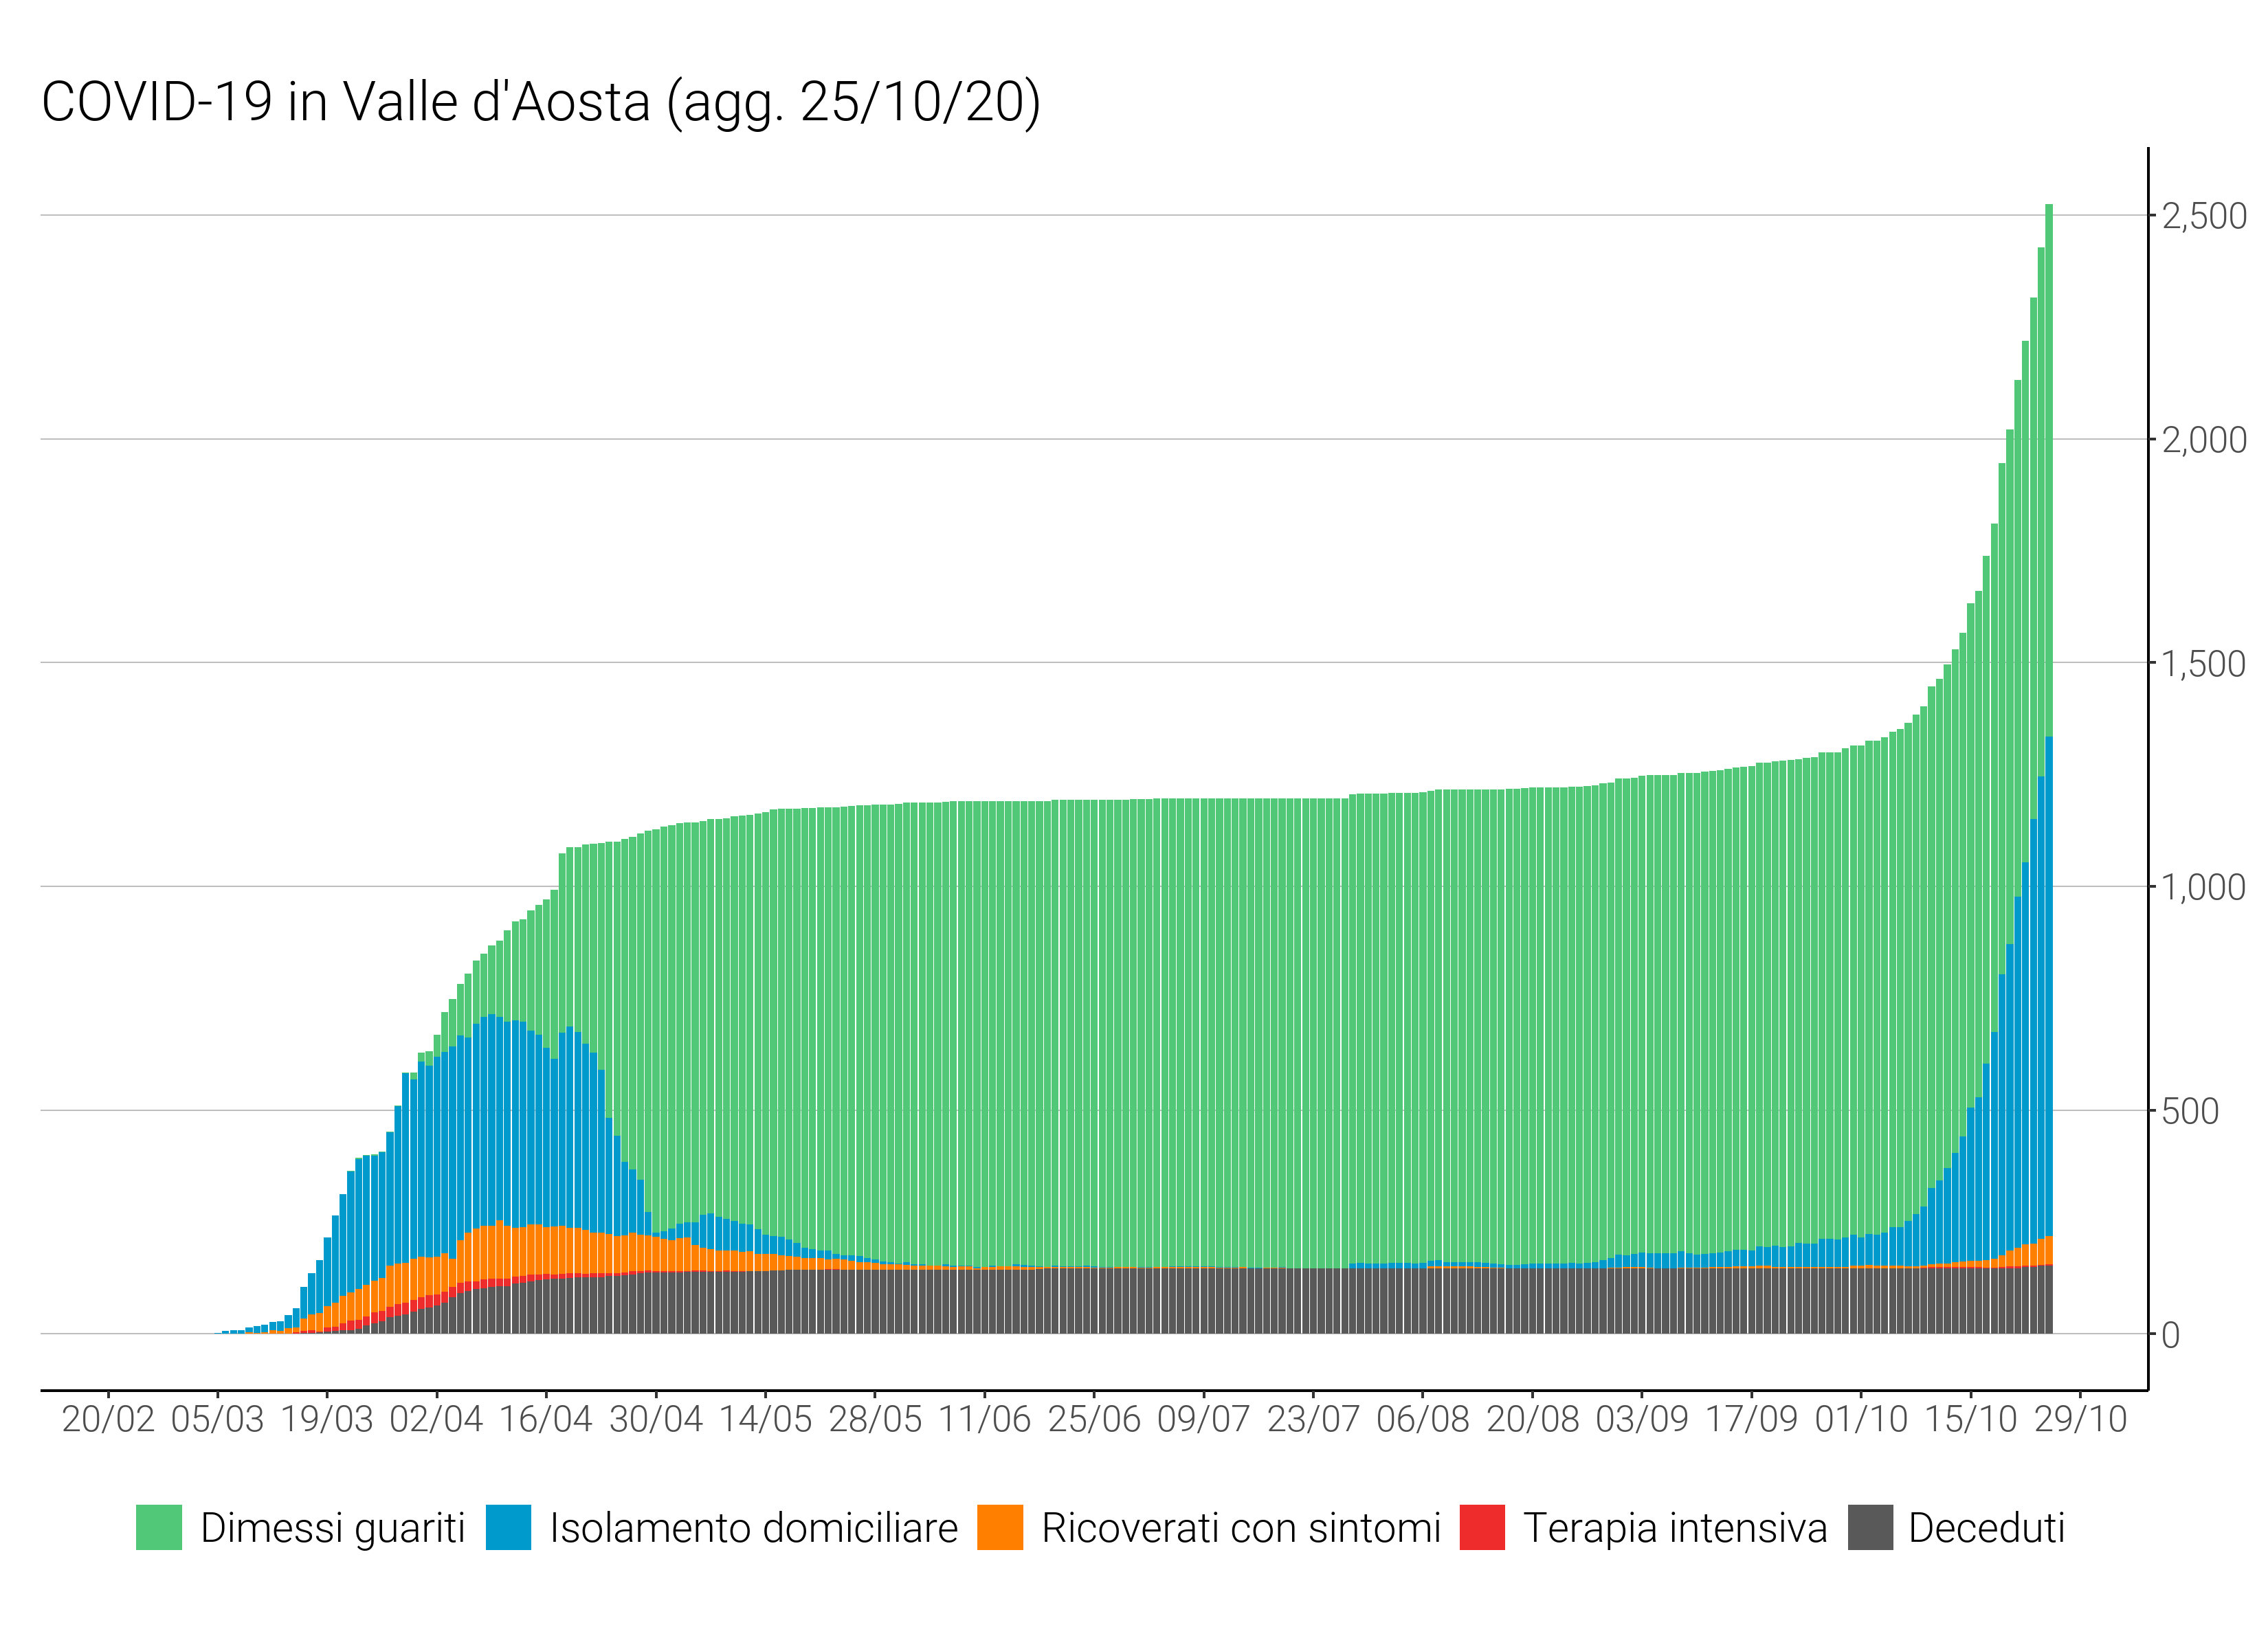 COVID-19 in Valle d'Aosta (agg. 25/10/20)
2,500
2,000
1,500
1,000
500
0
20/02 05/03 19/03 02/04 16/04 30/04 14/05 28/05 11/06 25/06 09/07 23/07 06/08 20/08 03/09 17/09 01/10 15/10 29/10
Dimessi guariti Isolamento domiciliare Ricoverati con sintomi Terapia intensiva Deceduti